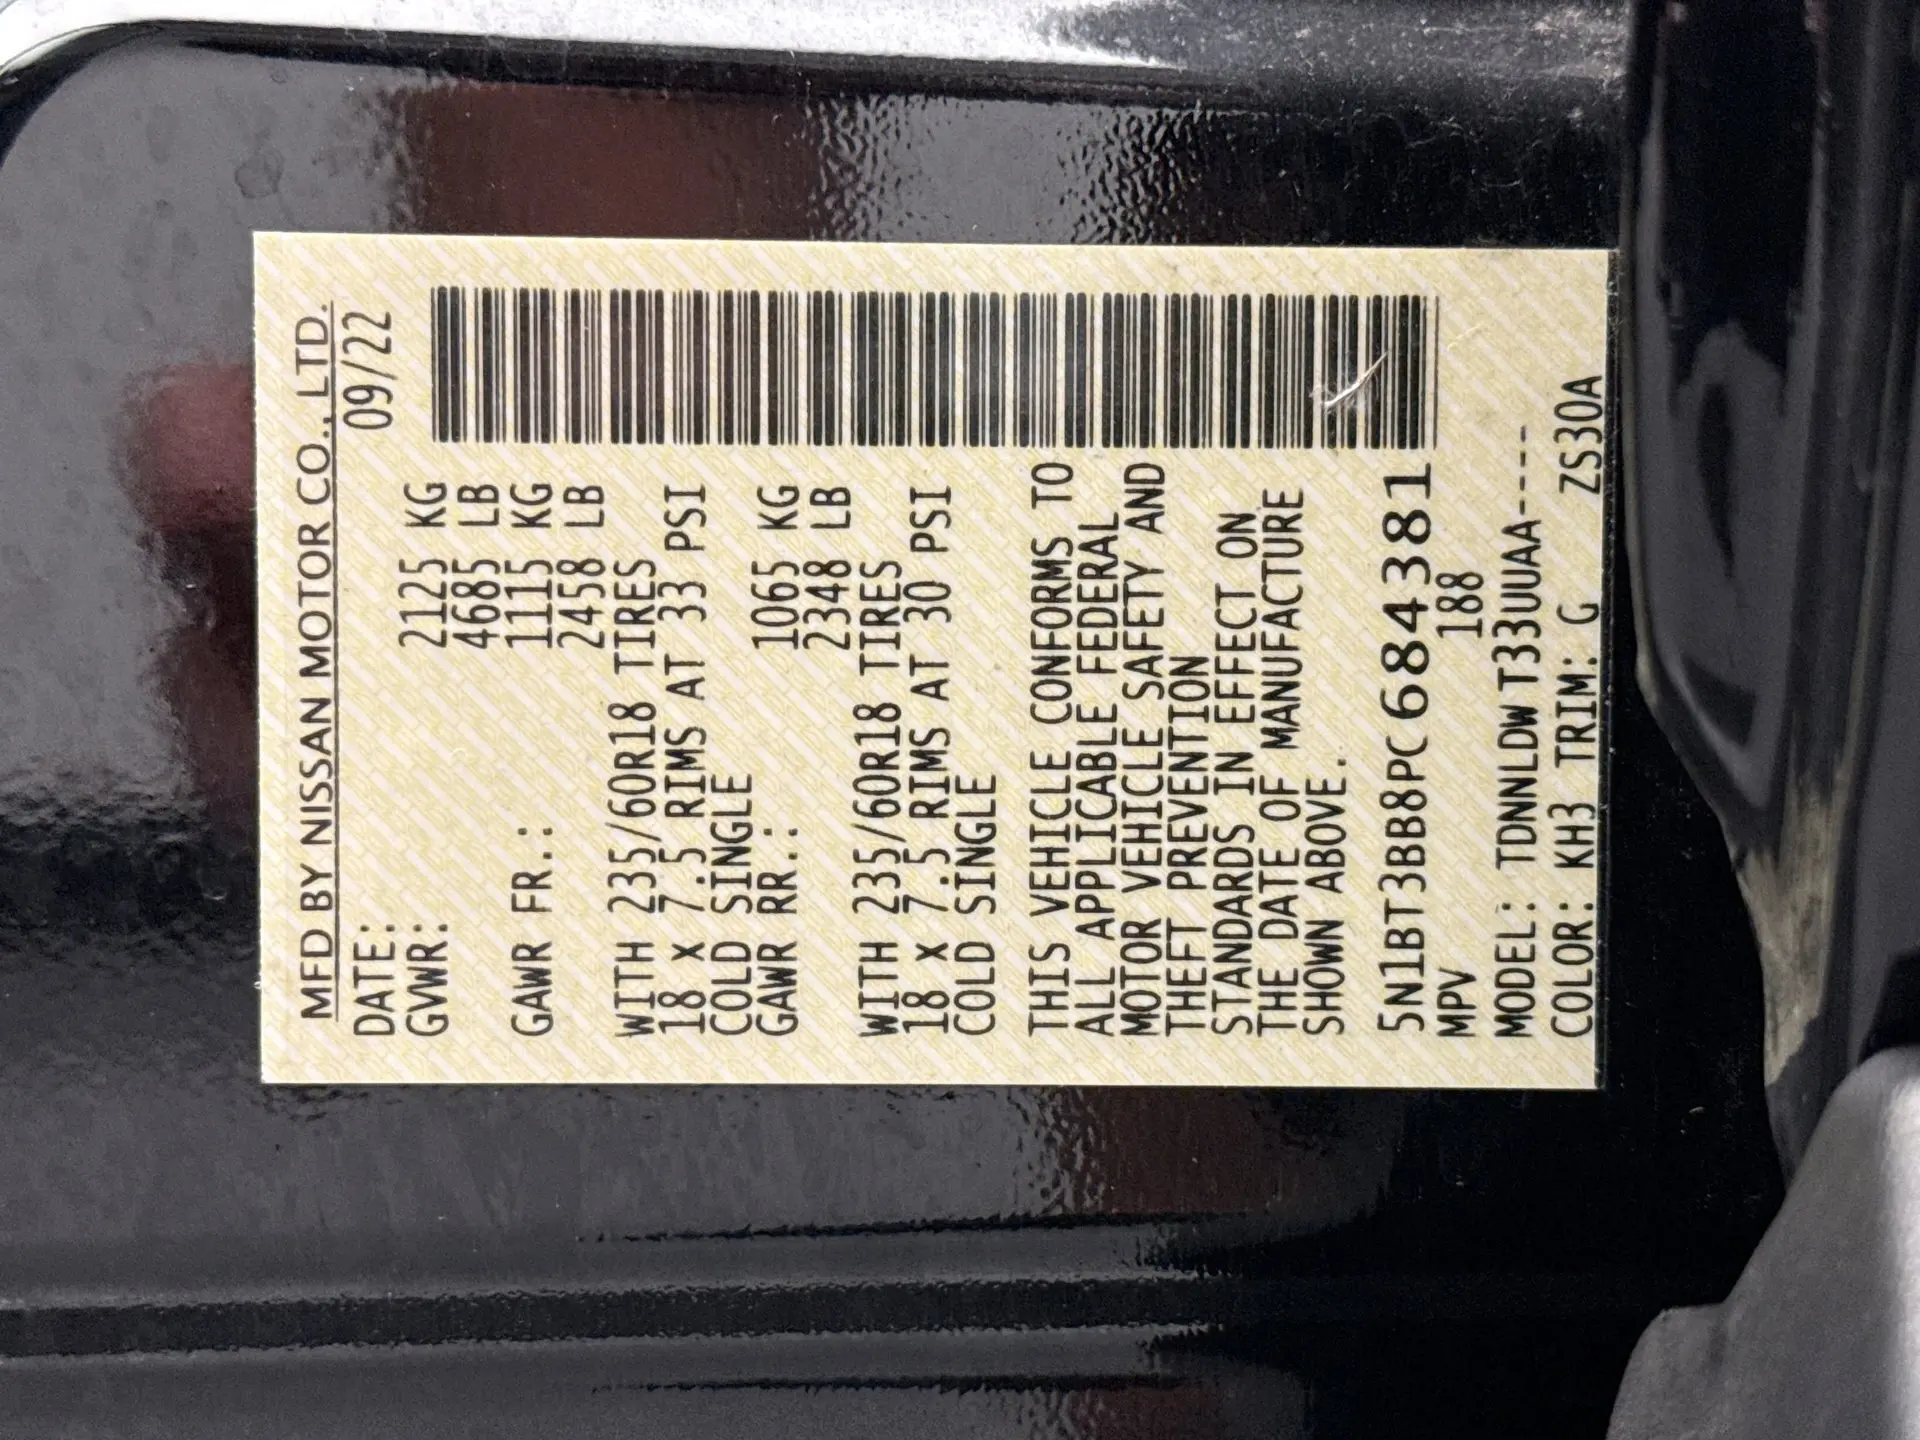 MFD BY NISSAN MOTOR CO., LTD.
DATE: 09/22
GVWR: 2125 KG
4685 LB
GAWR FR.: 1115 KG
2458 LB
WITH 235/60R18 TIRES
18 x 7.5 RIMS AT 33 PSI
COLD SINGLE
GAWR RR.: 1065 KG
2348 LB
WITH 235/60R18 TIRES
18 x 7.5 RIMS AT 30 PSI
COLD SINGLE
THIS VEHICLE CONFORMS TO
ALL APPLICABLE FEDERAL
MOTOR VEHICLE SAFETY AND
THEFT PREVENTION
STANDARDS IN EFFECT ON
THE DATE OF MANUFACTURE
SHOWN ABOVE.
5N1BT3BB8PC684381
MPV 188
MODEL: TDNNLDW T33UUAA----
COLOR: KH3 TRIM: G ZS30A